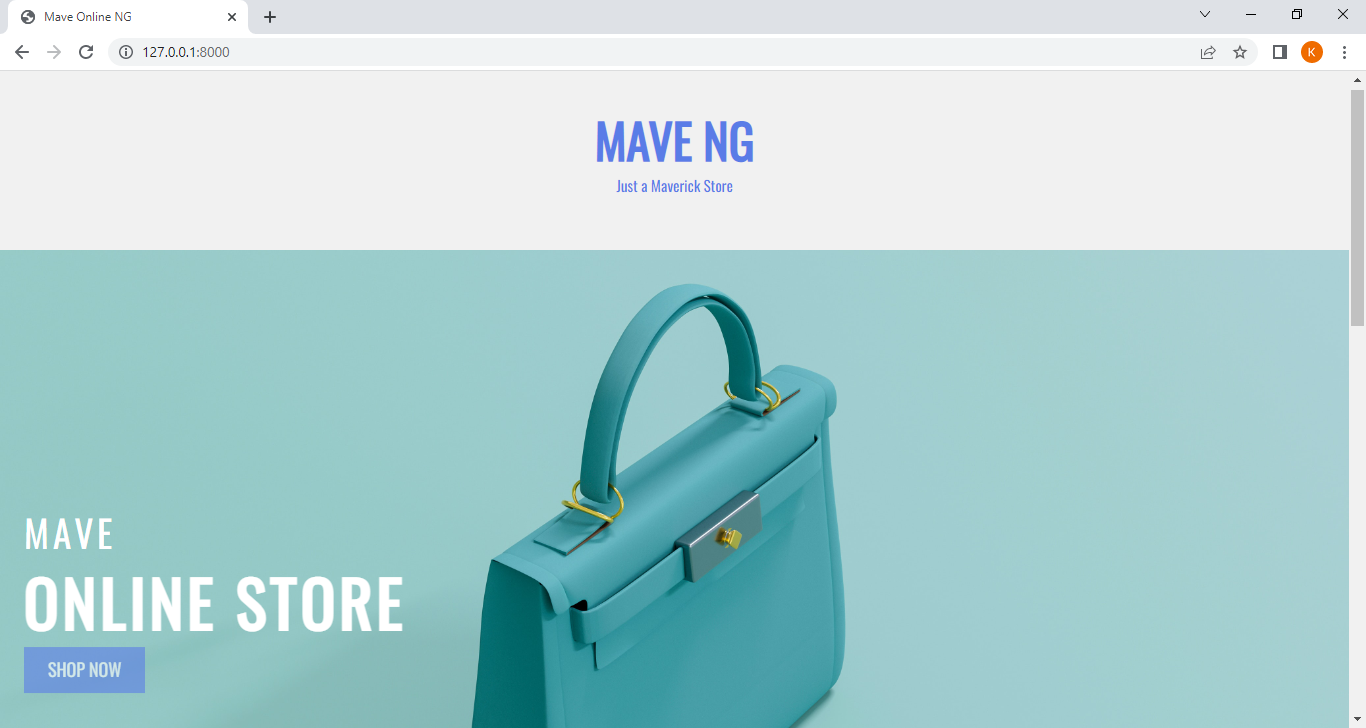 Mave Online NG
127.0.0.1:8000
K
MAVE NG
Just a Maverick Store
MAVE
ONLINE STORE
SHOP NOW